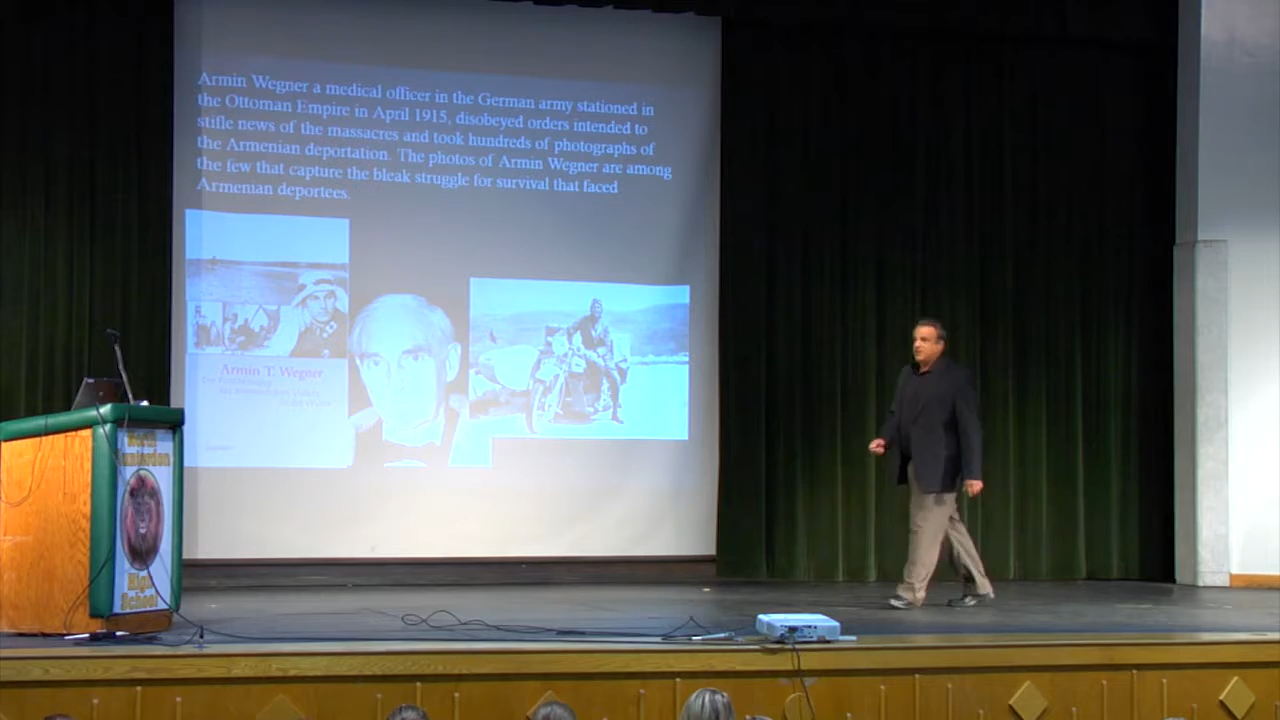 Armin Wegner a medical officer in the German army stationed in
the Ottoman Empire in April 1915, disobeyed orders intended to
stifle news of the massacres and took hundreds of photographs of
the Armenian deportation. The photos of Armin Wegner are among
the few that capture the bleak struggle for survival that faced
Armenian deportees.
Armin T. Wegner
High
School